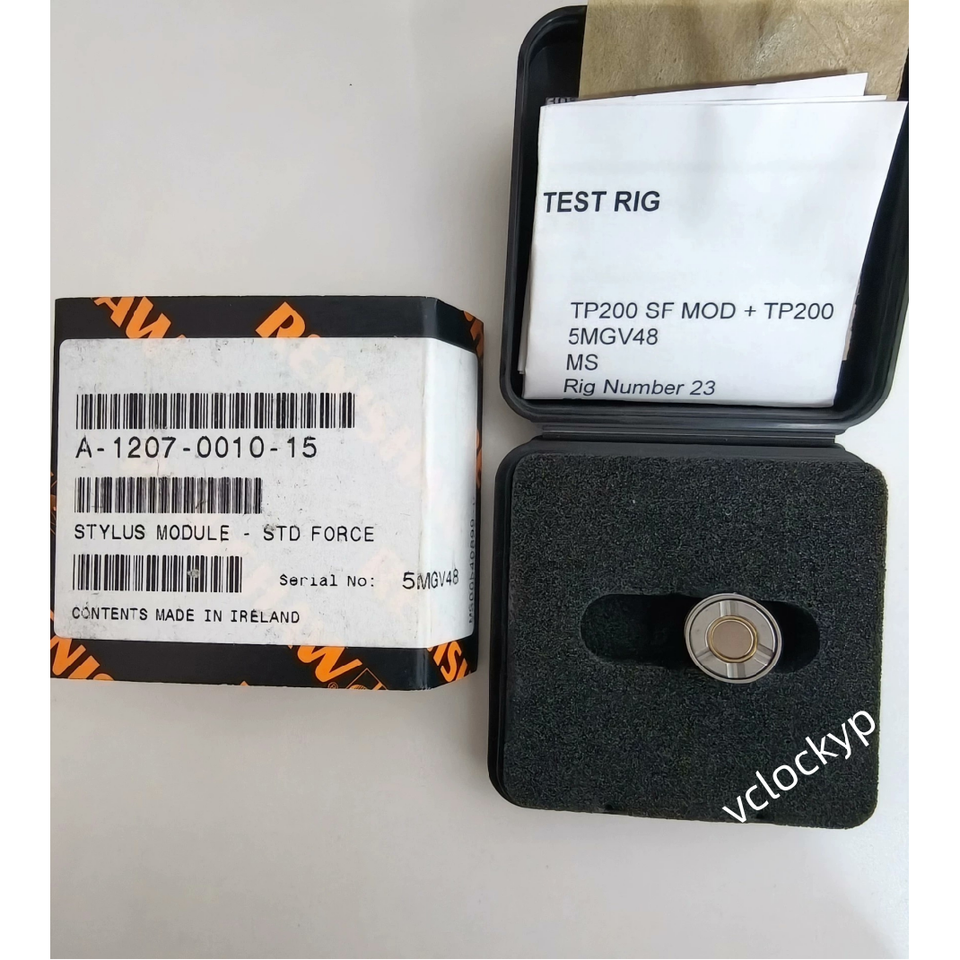 RENISHAW
A-1207-0010-15
STYLUS MODULE - STD FORCE
Serial No: 5MGV48
CONTENTS MADE IN IRELAND
TEST RIG
TP200 SF MOD + TP200
5MGV48
MS
Rig Number 23
vclockyp